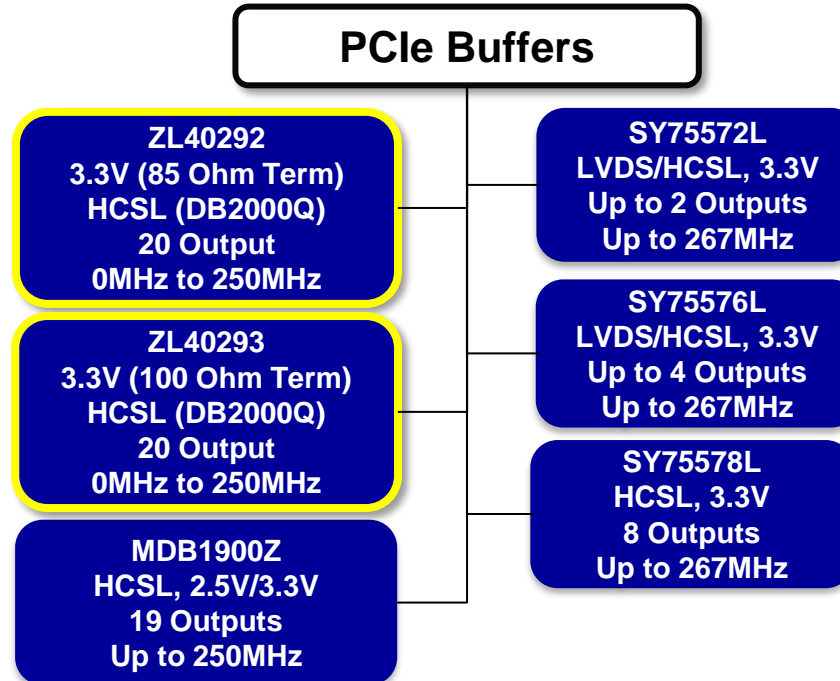 PCIe Buffers
ZL40292
3.3V (85 Ohm Term)
HCSL (DB2000Q)
20 Output
0MHz to 250MHz
ZL40293
3.3V (100 Ohm Term)
HCSL (DB2000Q)
20 Output
0MHz to 250MHz
MDB1900Z
HCSL, 2.5V/3.3V
19 Outputs
Up to 250MHz
SY75572L
LVDS/HCSL, 3.3V
Up to 2 Outputs
Up to 267MHz
SY75576L
LVDS/HCSL, 3.3V
Up to 4 Outputs
Up to 267MHz
SY75578L
HCSL, 3.3V
8 Outputs
Up to 267MHz